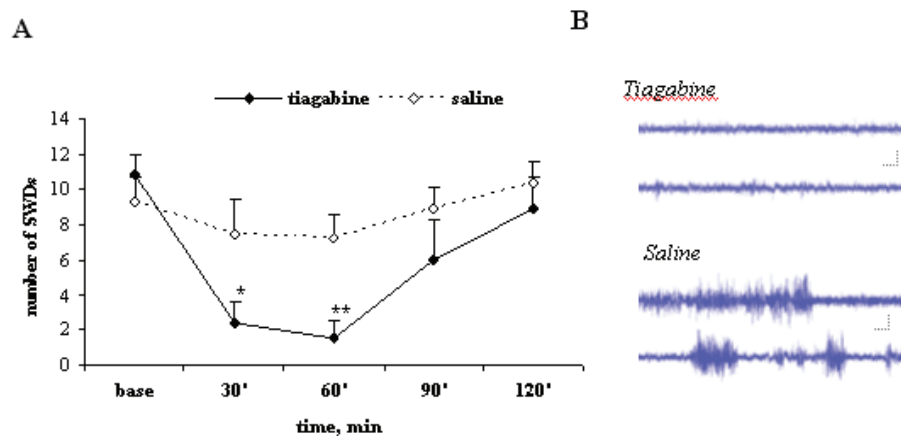 A
B
tiagabine saline
14
12
10
8
6
4
2
0
number of SWDs
*
**
base 30' 60' 90' 120'
time, min
Tiagabine
Saline